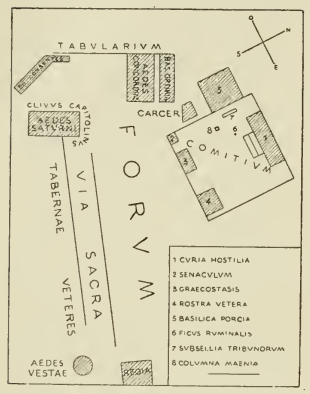 TABVLARIVM
DII CONSENTES
AEDES
CONCORDIAE
BAS OPIMIA
CARCER
O
N
S
E
CLIVVS CAPITOLINVS
AEDES
SATVRNI
5
7
8
6
1
2
3
4
COMITIVM
FORVM
TABERNAE VETERES
VIA SACRA
AEDES
VESTAE
REGIA
1 CVRIA HOSTILIA
2 SENACVLVM
3 GRAECOSTASIS
4 ROSTRA VETERA
5 BASILICA PORCIA
6 FICVS RVMINALIS
7 SVBSELLIA TRIBVNORVM
8 COLVMNA MAENIA